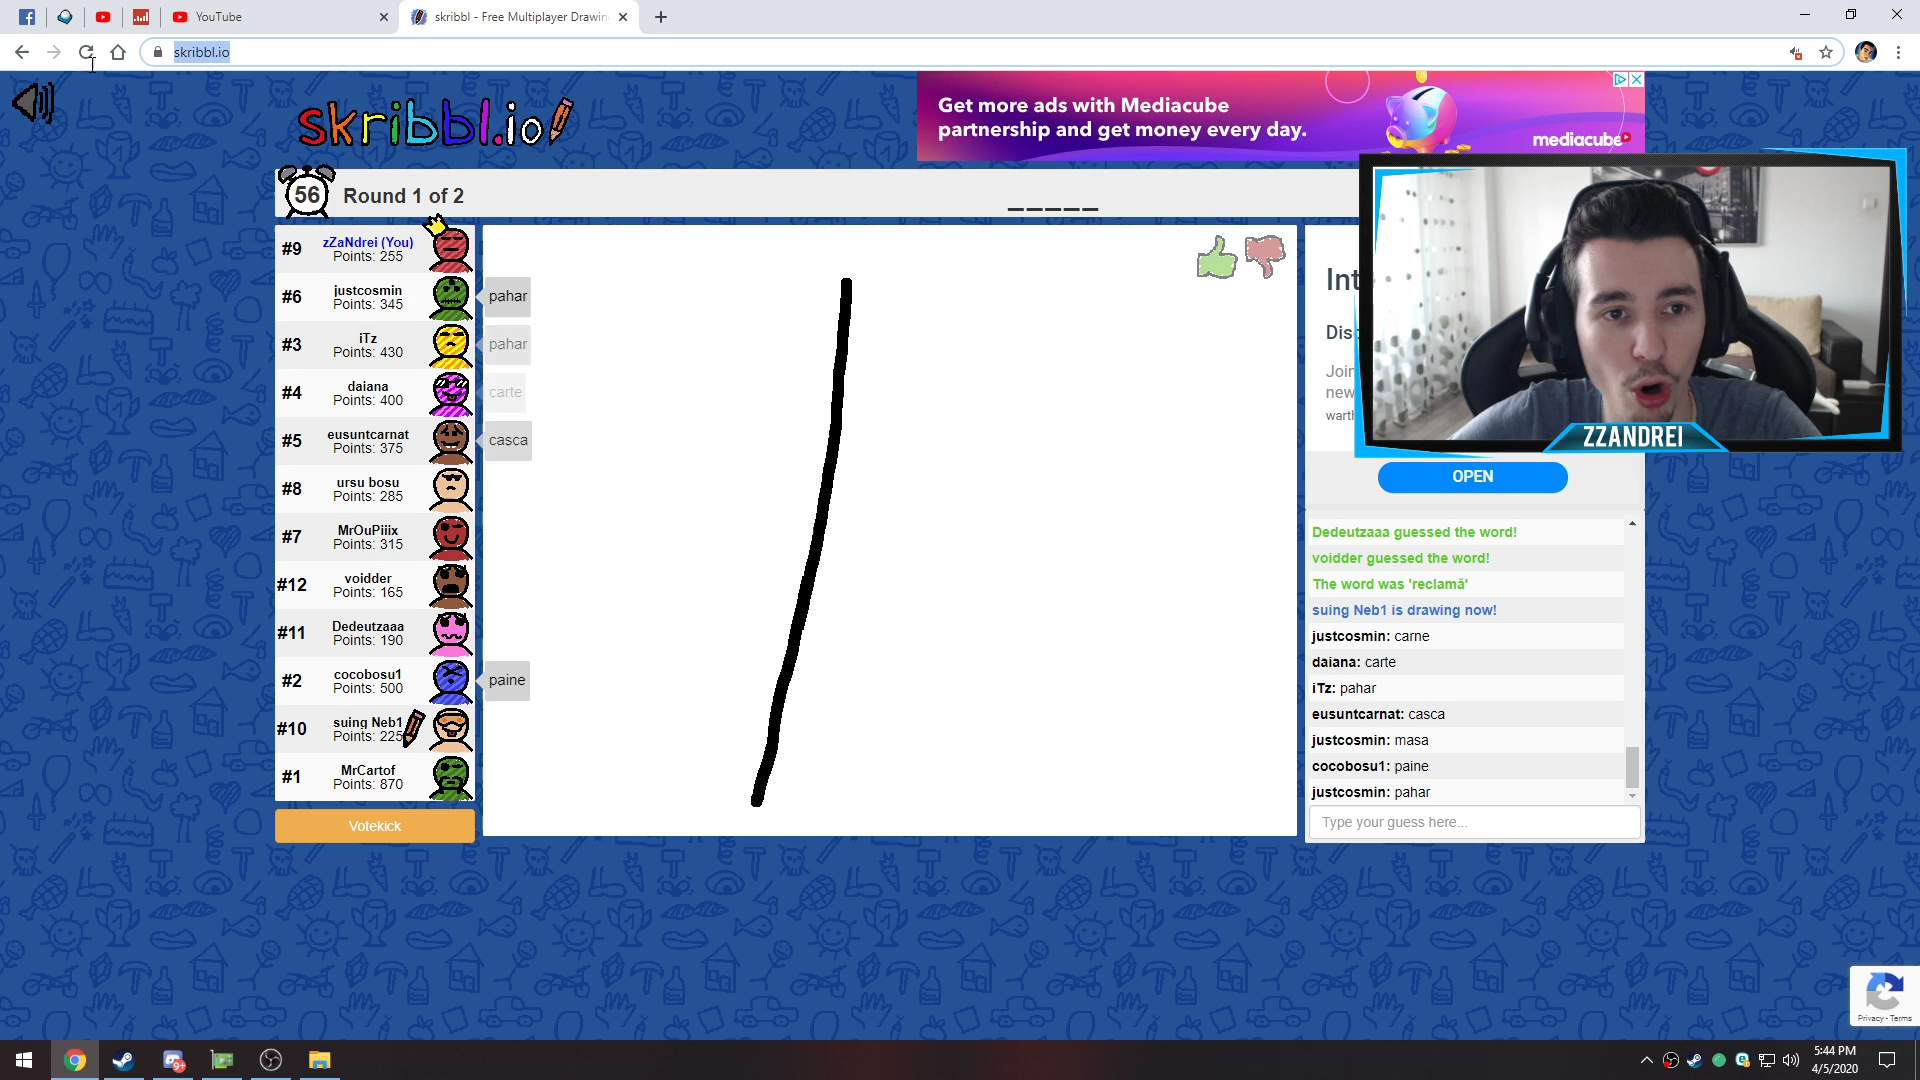 YouTube
skribbl - Free Multiplayer Drawin
skribbl.io
skribbl.io
Get more ads with Mediacube
partnership and get money every day.
mediacube
56
Round 1 of 2
_ _ _ _ _
#9
zZaNdrei (You)
Points: 255
#6
justcosmin
Points: 345
pahar
#3
iTz
Points: 430
pahar
#4
daiana
Points: 400
carte
#5
eusuntcarnat
Points: 375
casca
#8
ursu bosu
Points: 285
#7
MrOuPiiix
Points: 315
#12
voidder
Points: 165
#11
Dedeutzaaa
Points: 190
#2
cocobosu1
Points: 500
paine
#10
suing Neb1
Points: 225
#1
MrCartof
Points: 870
Votekick
Int
Dis
Join
new
warth
ZZANDREI
OPEN
Dedeutzaaa guessed the word!
voidder guessed the word!
The word was 'reclamă'
suing Neb1 is drawing now!
justcosmin: carne
daiana: carte
iTz: pahar
eusuntcarnat: casca
justcosmin: masa
cocobosu1: paine
justcosmin: pahar
Type your guess here...
Privacy - Terms
9+
5:44 PM
4/5/2020